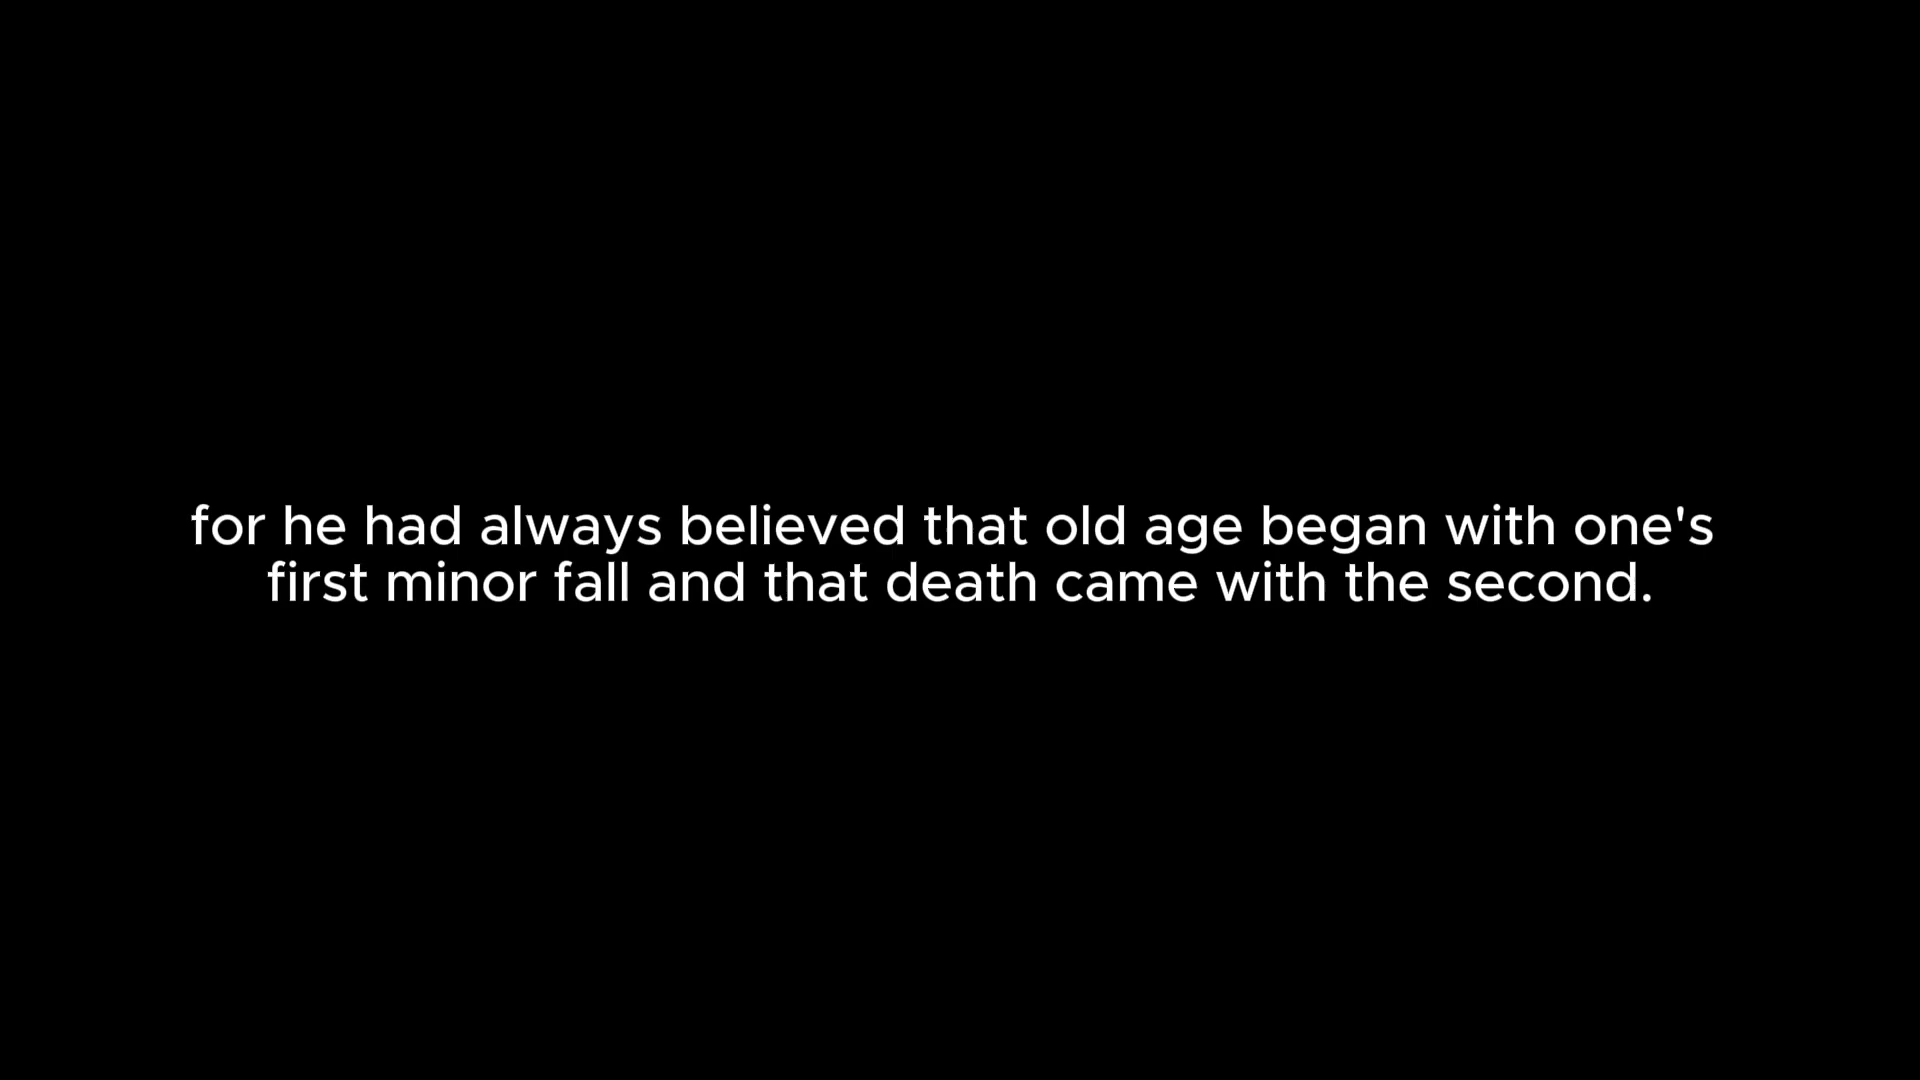 for he had always believed that old age began with one's
first minor fall and that death came with the second.